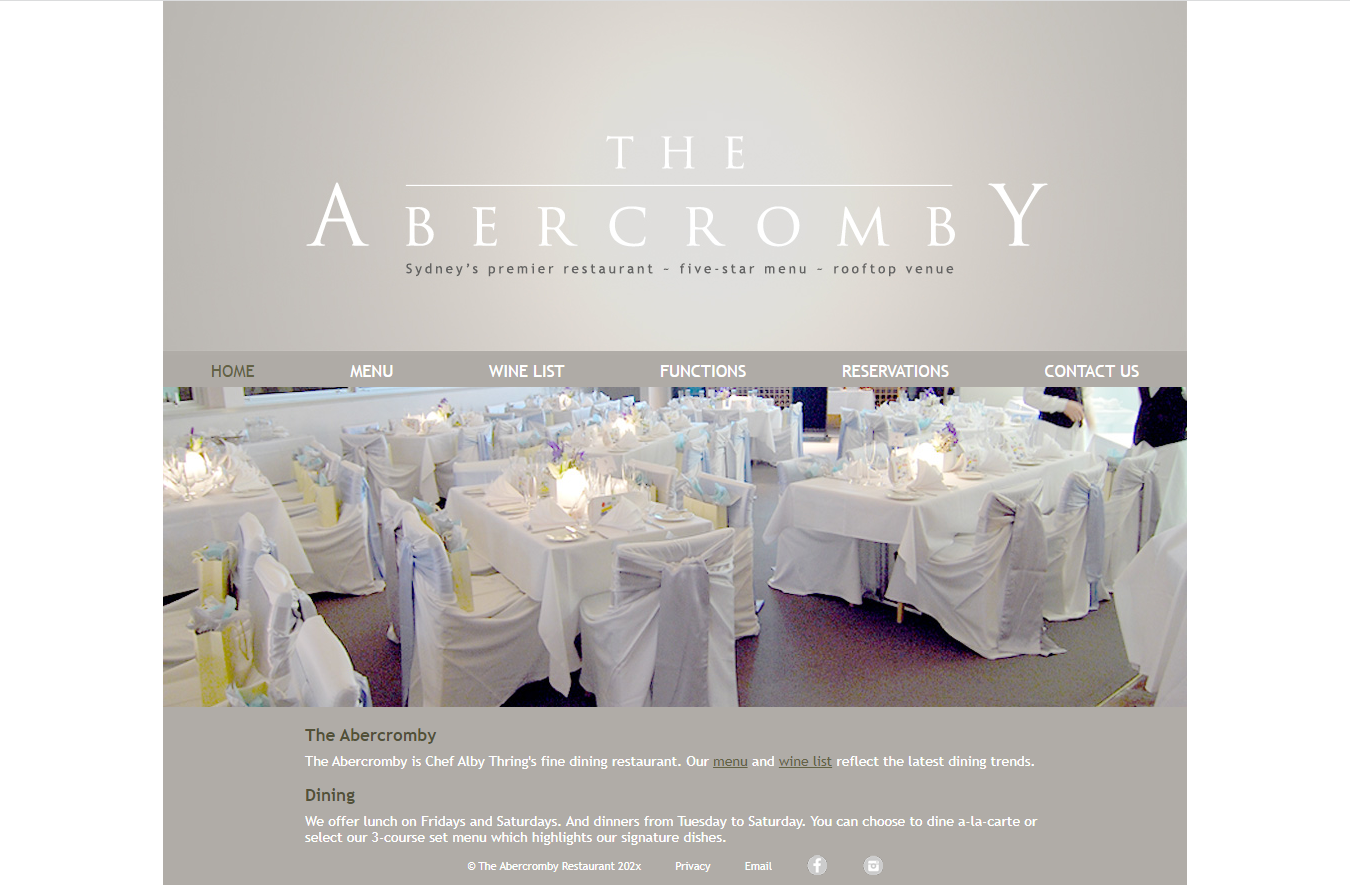 THE
ABERCROMBY
Sydney's premier restaurant – five-star menu – rooftop venue
HOME MENU WINE LIST FUNCTIONS RESERVATIONS CONTACT US
The Abercromby
The Abercromby is Chef Alby Thring's fine dining restaurant. Our menu and wine list reflect the latest dining trends.
Dining
We offer lunch on Fridays and Saturdays. And dinners from Tuesday to Saturday. You can choose to dine a-la-carte or
select our 3-course set menu which highlights our signature dishes.
© The Abercromby Restaurant 202x Privacy Email